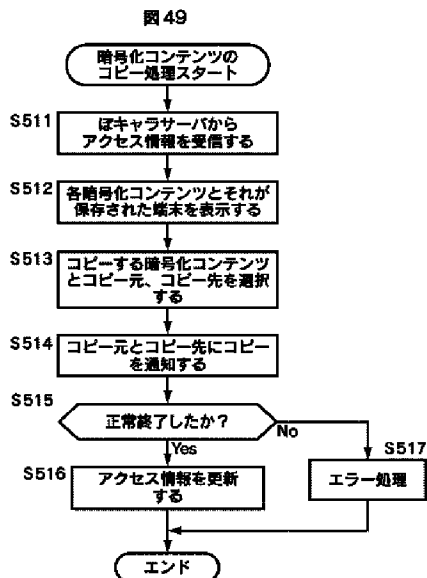 図49
暗号化コンテンツの
コピー処理スタート
S511
ぽキャラサーバから
アクセス情報を受信する
S512
各暗号化コンテンツとそれが
保存された端末を表示する
S513
コピーする暗号化コンテンツ
とコピー元、コピー先を選択
する
S514
コピー元とコピー先にコピー
を通知する
S515
正常終了したか?
No
Yes
S517
S516
アクセス情報を更新
する
エラー処理
エンド